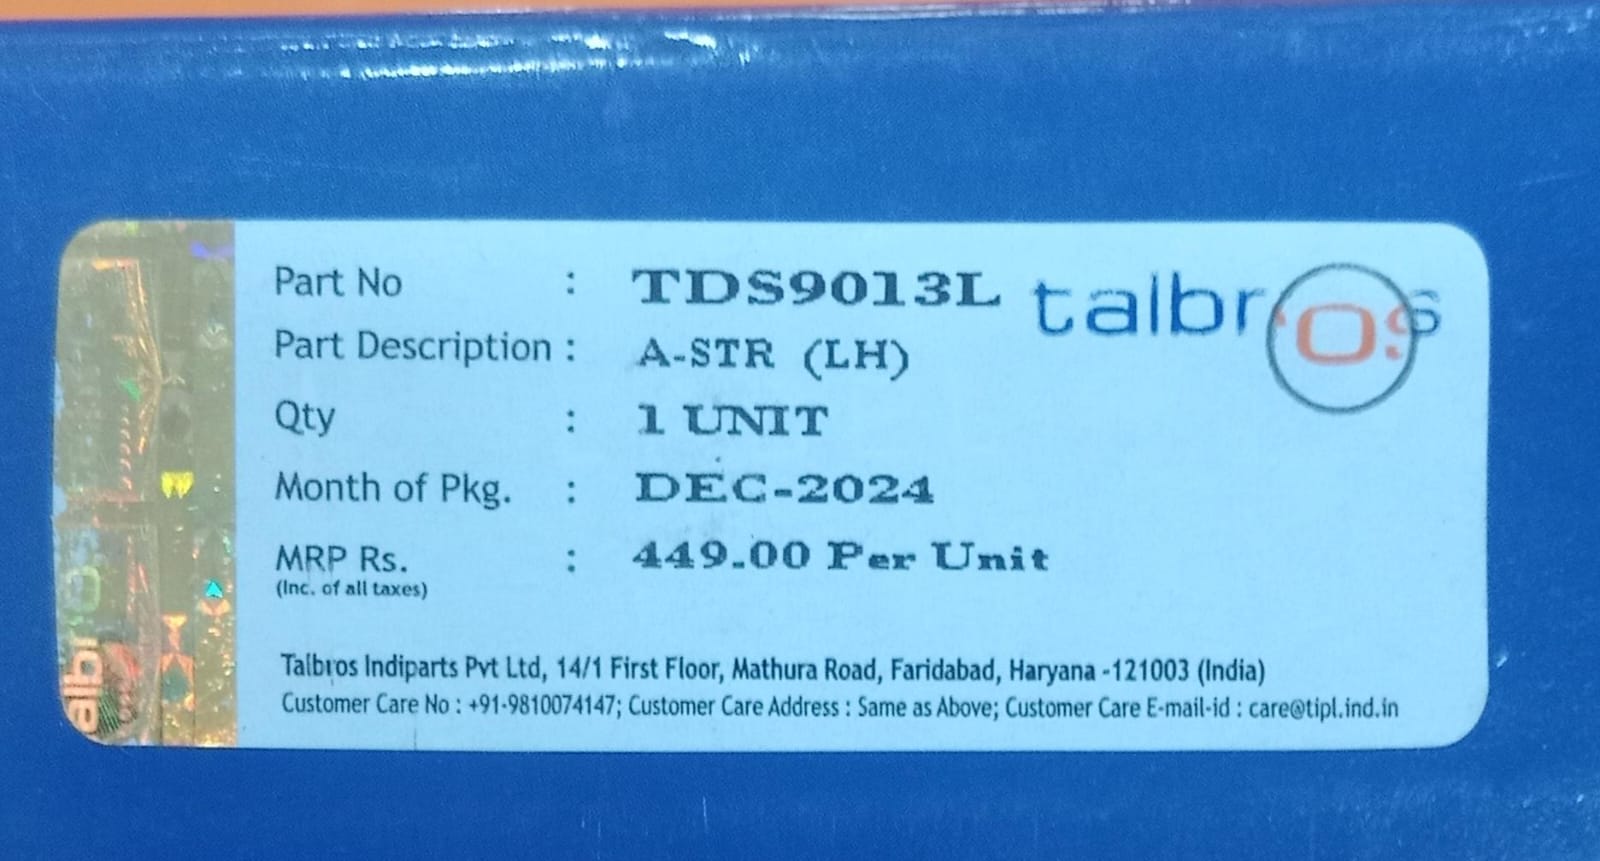 Part No : TDS9013L talbros
Part Description : A-STR (LH)
Qty : 1 UNIT
Month of Pkg. : DEC-2024
MRP Rs. : 449.00 Per Unit
(Inc. of all taxes)
Talbros Indiparts Pvt Ltd, 14/1 First Floor, Mathura Road, Faridabad, Haryana -121003 (India)
Customer Care No : +91-9810074147; Customer Care Address : Same as Above; Customer Care E-mail-id : care@tipl.ind.in